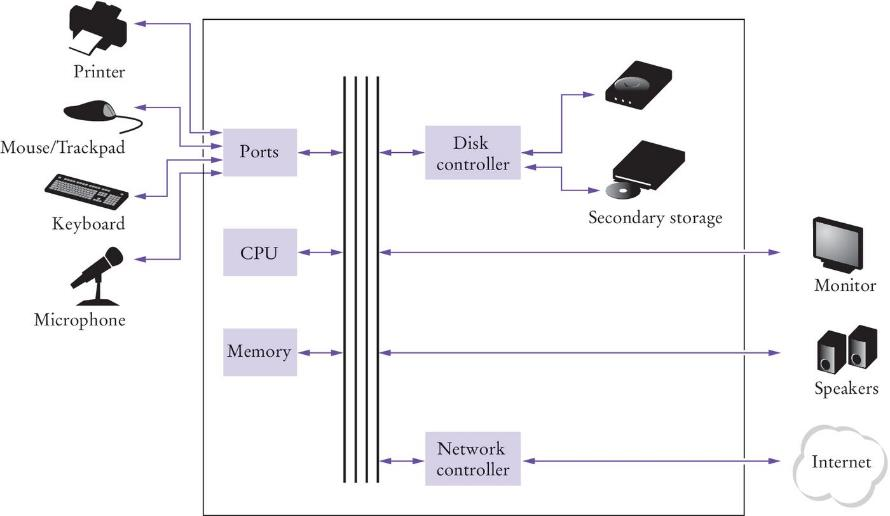 Printer
Mouse/Trackpad
Keyboard
Microphone
Ports
CPU
Memory
Disk
controller
Secondary storage
Network
controller
Monitor
Speakers
Internet